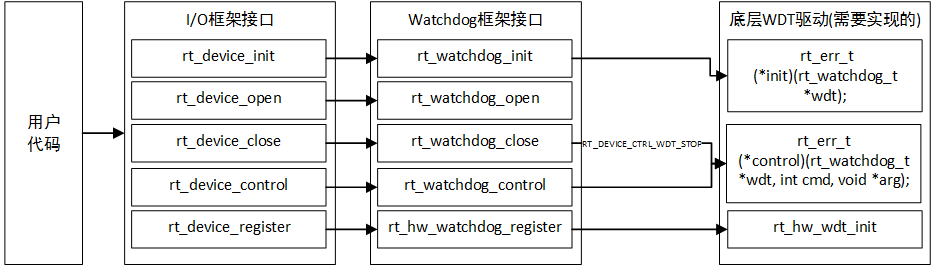 用户
代码
I/O框架接口
rt_device_init
rt_device_open
rt_device_close
rt_device_control
rt_device_register
Watchdog框架接口
rt_watchdog_init
rt_watchdog_open
rt_watchdog_close
rt_watchdog_control
rt_hw_watchdog_register
RT_DEVICE_CTRL_WDT_STOP
底层WDT驱动(需要实现的)
rt_err_t
(*init)(rt_watchdog_t
*wdt);
rt_err_t
(*control)(rt_watchdog_t
*wdt, int cmd, void *arg);
rt_hw_wdt_init